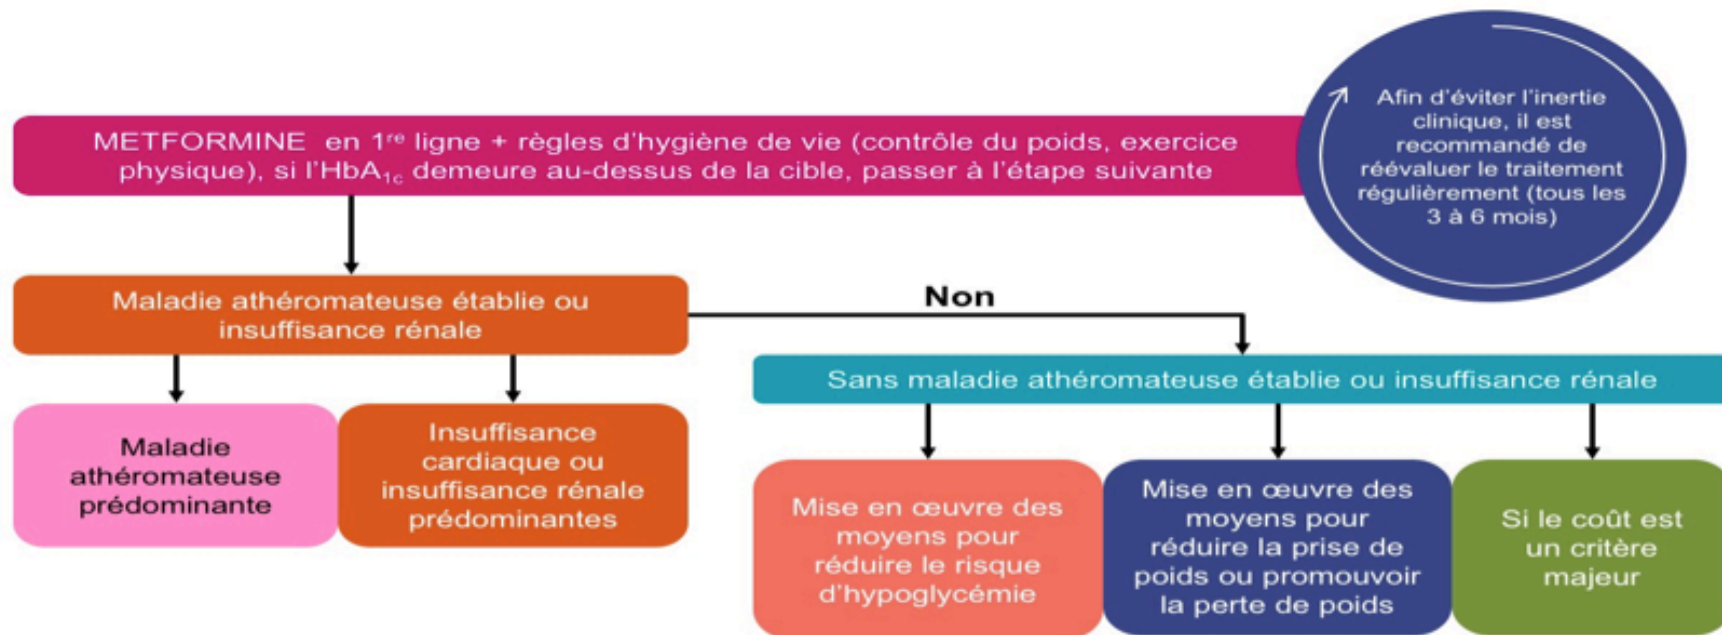 METFORMINE en 1re ligne + règles d'hygiène de vie (contrôle du poids, exercice
physique), si l'HbA1c demeure au-dessus de la cible, passer à l'étape suivante
Afin d'éviter l'inertie
clinique, il est
recommandé de
réévaluer le traitement
régulièrement (tous les
3 à 6 mois)
Maladie athéromateuse établie ou
insuffisance rénale
Non
Sans maladie athéromateuse établie ou insuffisance rénale
Maladie
athéromateuse
prédominante
Insuffisance
cardiaque ou
insuffisance rénale
prédominantes
Mise en œuvre des
moyens pour
réduire le risque
d'hypoglycémie
Mise en œuvre des
moyens pour
réduire la prise de
poids ou promouvoir
la perte de poids
Si le coût est
un critère
majeur